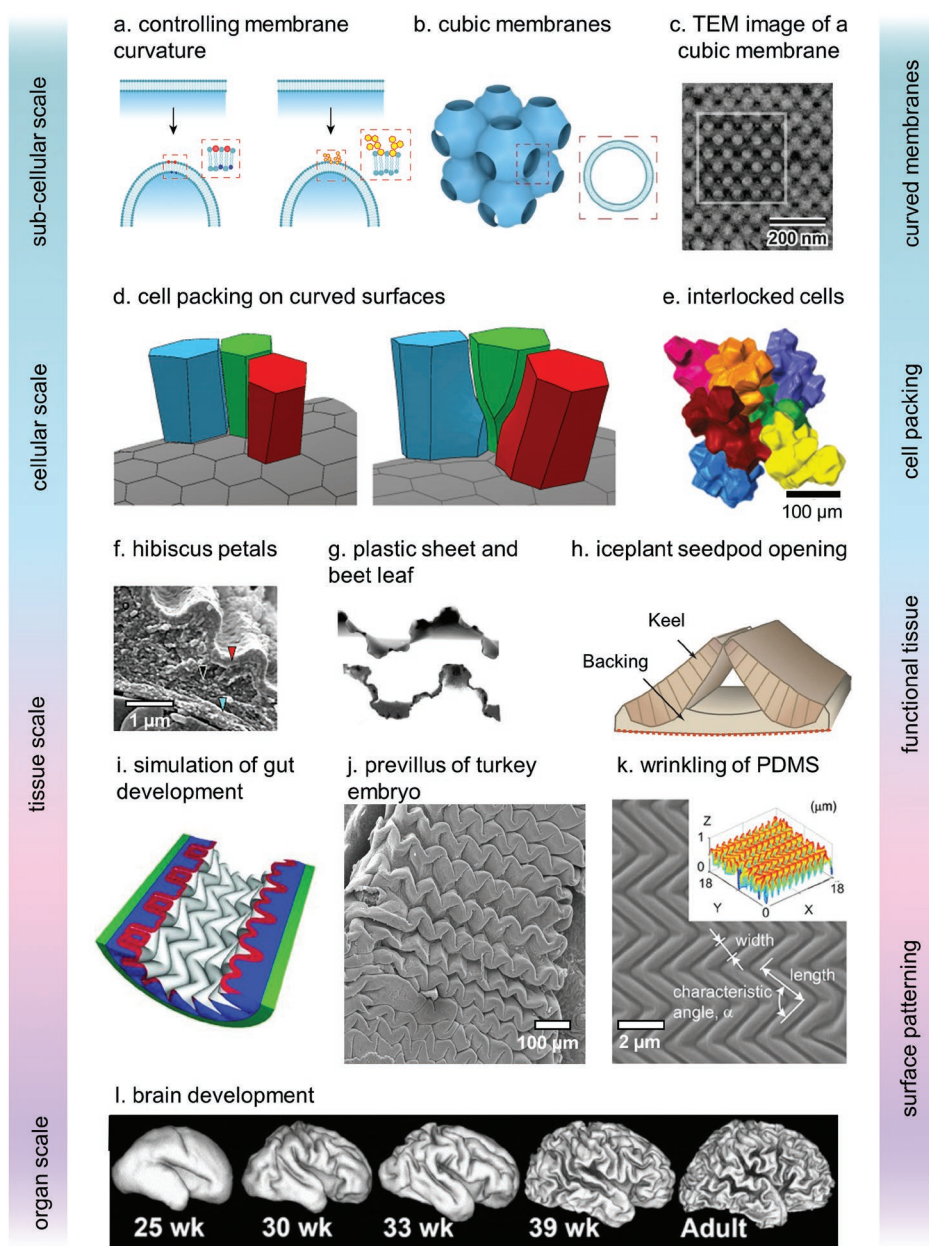 a. controlling membrane
curvature
b. cubic membranes
c. TEM image of a
cubic membrane
200 nm
sub-cellular scale
curved membranes
d. cell packing on curved surfaces
e. interlocked cells
100 µm
cellular scale
cell packing
f. hibiscus petals
1 µm
g. plastic sheet and
beet leaf
h. iceplant seedpod opening
Keel
Backing
tissue scale
functional tissue
i. simulation of gut
development
j. previllus of turkey
embryo
100 µm
k. wrinkling of PDMS
(µm)
Z
1
0
18
Y
0
X
18
width
length
characteristic
angle, α
2 µm
surface patterning
l. brain development
25 wk
30 wk
33 wk
39 wk
Adult
organ scale